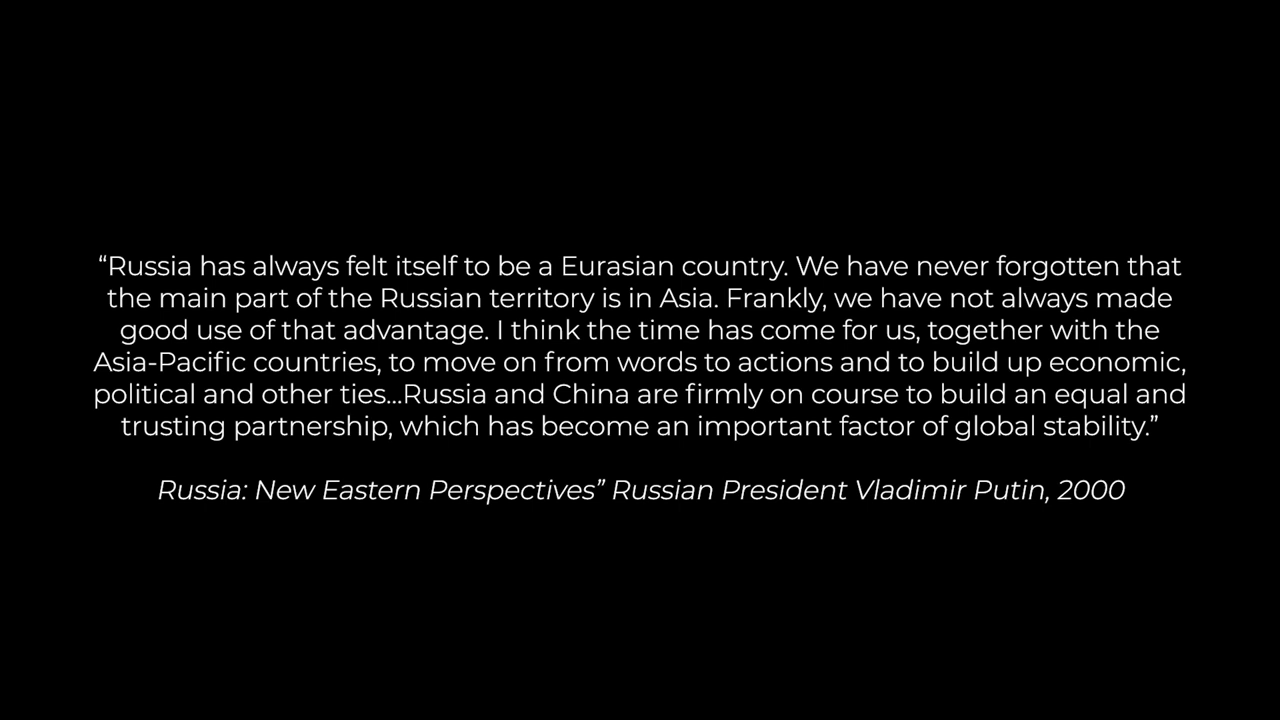 “Russia has always felt itself to be a Eurasian country. We have never forgotten that
the main part of the Russian territory is in Asia. Frankly, we have not always made
good use of that advantage. I think the time has come for us, together with the
Asia-Pacific countries, to move on from words to actions and to build up economic,
political and other ties...Russia and China are firmly on course to build an equal and
trusting partnership, which has become an important factor of global stability.”
Russia: New Eastern Perspectives” Russian President Vladimir Putin, 2000